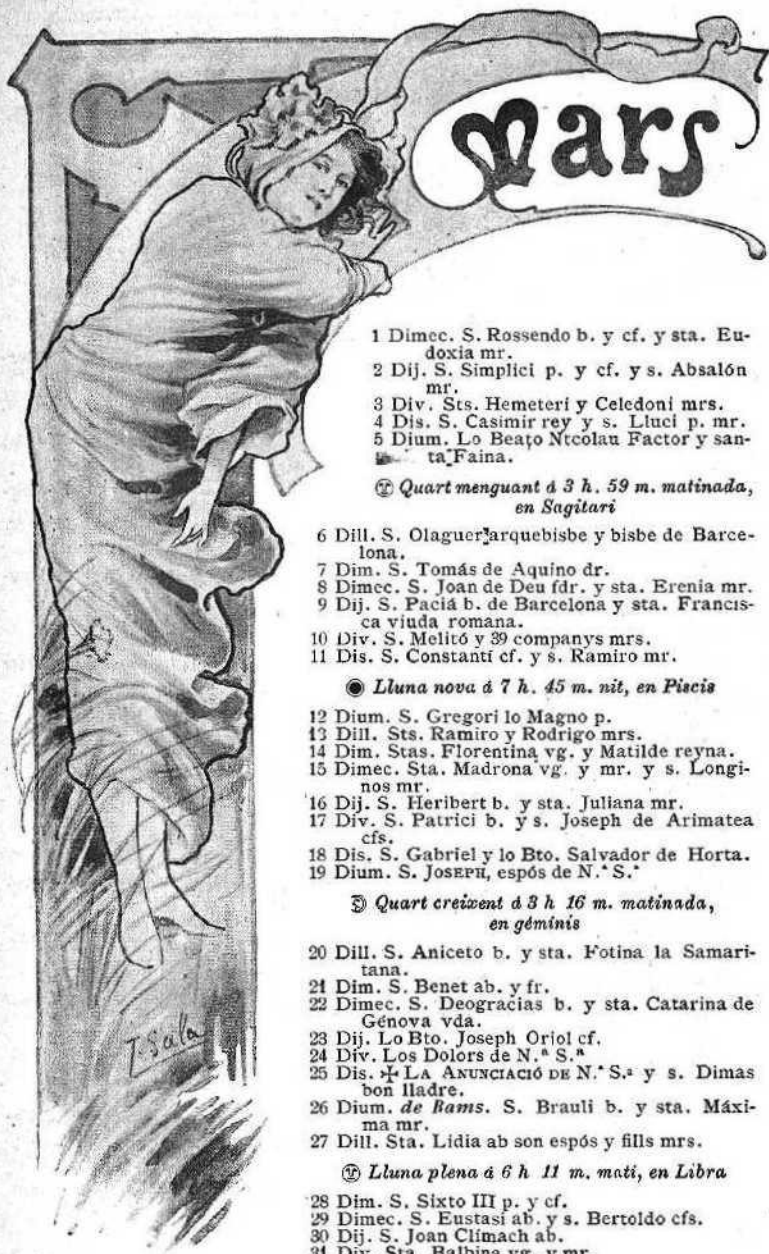 Mars
1 Dimec. S. Rossendo b. y cf. y sta. Eu-
doxia mr.
2 Dij. S. Simplici p. y cf. y s. Absalón
mr.
3 Div. Sts. Hemeteri y Celedoni mrs.
4 Dis. S. Casimir rey y s. Lluci p. mr.
5 Dium. Lo Beato Ntcolau Factor y san-
ta Faina.
Quart menguant á 3 h. 59 m. matinada,
en Sagitari
6 Dill. S. Olaguer arquebisbe y bisbe de Barce-
lona.
7 Dim. S. Tomás de Aquino dr.
8 Dimec. S. Joan de Deu fdr. y sta. Erenia mr.
9 Dij. S. Paciá b. de Barcelona y sta. Francis-
ca viuda romana.
10 Div. S. Melitó y 39 companys mrs.
11 Dis. S. Constantí cf. y s. Ramiro mr.
Lluna nova á 7 h. 45 m. nit, en Piscis
12 Dium. S. Gregori lo Magno p.
13 Dill. Sts. Ramiro y Rodrigo mrs.
14 Dim. Stas. Florentina vg. y Matilde reyna.
15 Dimec. Sta. Madrona vg. y mr. y s. Longi-
nos mr.
16 Dij. S. Heribert b. y sta. Juliana mr.
17 Div. S. Patrici b. y s. Joseph de Arimatea
cfs.
18 Dis. S. Gabriel y lo Bto. Salvador de Horta.
19 Dium. S. JOSEPH, espós de N.ª S.ª
Quart creixent á 3 h 16 m. matinada,
en géminis
20 Dill. S. Aniceto b. y sta. Fotina la Samari-
tana.
21 Dim. S. Benet ab. y fr.
22 Dimec. S. Deogracias b. y sta. Catarina de
Génova vda.
23 Dij. Lo Bto. Joseph Oriol cf.
24 Div. Los Dolors de N.ª S.ª
25 Dis. ✠ LA ANUNCIACIÓ DE N.ª S.ª y s. Dimas
bon lladre.
26 Dium. de Rams. S. Brauli b. y sta. Máxi-
ma mr.
27 Dill. Sta. Lidia ab son espós y fills mrs.
Lluna plena á 6 h 11 m. mati, en Libra
28 Dim. S. Sixto III p. y cf.
29 Dimec. S. Eustasi ab. y s. Bertoldo cfs.
30 Dij. S. Joan Clímach ab.
31 Div. Sta. Balbina vg. y mr.
T. Sala